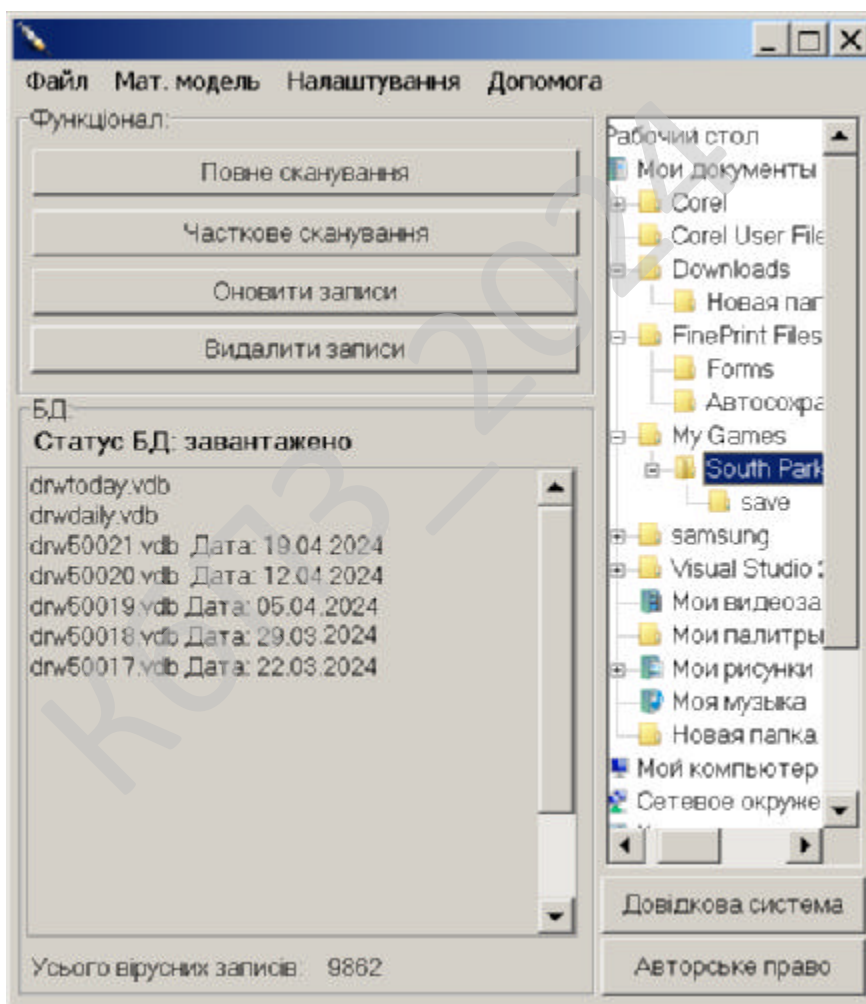 Файл Мат. модель Налаштування Допомога
Функціонал:
Повне сканування
Часткове сканування
Оновити записи
Видалити записи
БД:
Статус БД: завантажено
drwtoday.vdb
drwdaily.vdb
drw50021.vdb Дата: 19.04.2024
drw50020.vdb Дата: 12.04.2024
drw50019.vdb Дата: 05.04.2024
drw50018.vdb Дата: 29.03.2024
drw50017.vdb Дата: 22.03.2024
Усього вірусних записів: 9862
Рабочий стол
Мои документы
Corel
Corel User File
Downloads
Новая пап
FinePrint Files
Forms
Автосохра
My Games
South Park
save
samsung
Visual Studio
Мои видеоза
Мои палитры
Мои рисунки
Моя музыка
Новая папка
Мой компьютер
Сетевое окруже
Довідкова система
Авторське право